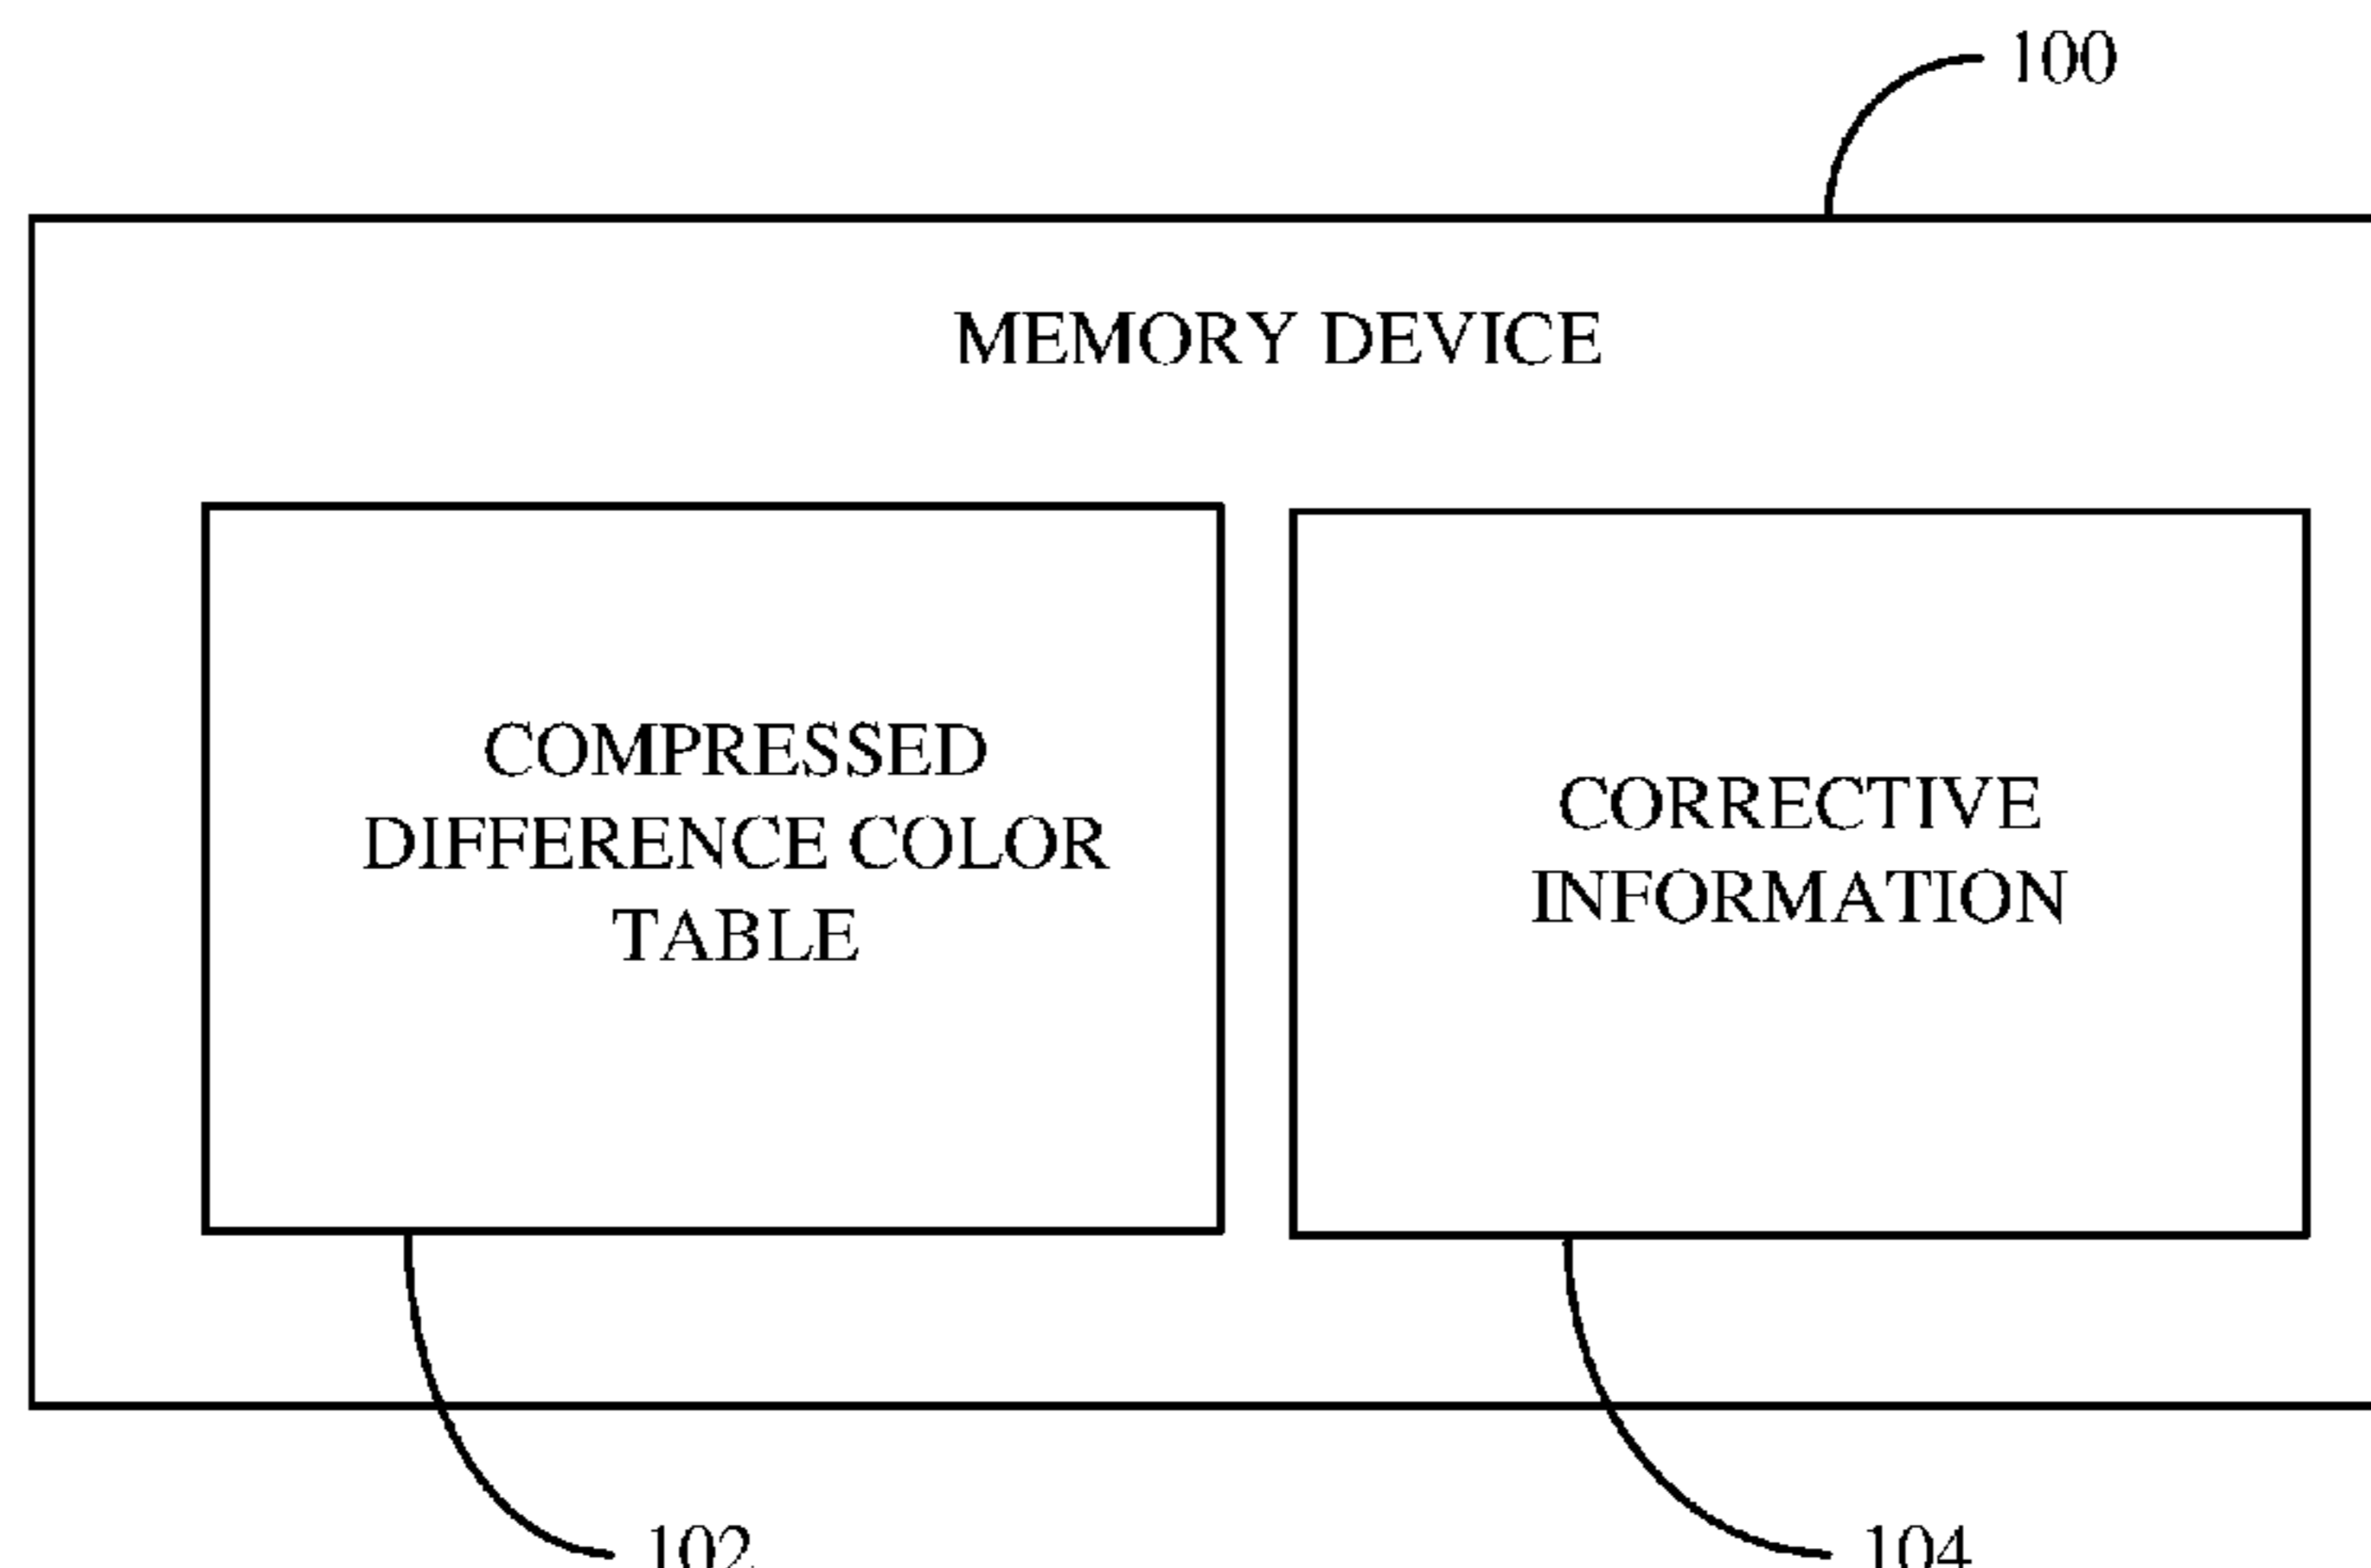 100
MEMORY DEVICE
COMPRESSED
DIFFERENCE COLOR
TABLE
CORRECTIVE
INFORMATION
102
104